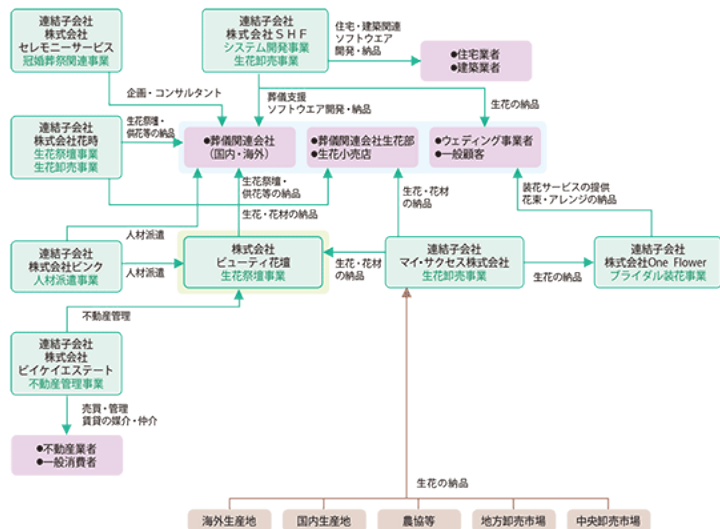 連結子会社
株式会社
セレモニーサービス
冠婚葬祭関連事業
連結子会社
株式会社SHF
システム開発事業
生花卸売事業
住宅・建築関連
ソフトウエア
開発・納品
●住宅業者
●建築業者
企画・コンサルタント
葬儀支援
ソフトウエア開発・納品
生花の納品
連結子会社
株式会社花時
生花祭壇事業
生花卸売事業
生花祭壇・
供花等の納品
●葬儀関連会社
(国内・海外)
●葬儀関連会社生花部
●生花小売店
●ウェディング事業者
●一般顧客
生花祭壇・
供花等の納品
生花・花材の納品
生花・花材
の納品
装花サービスの提供
花束・アレンジの納品
人材派遣
連結子会社
株式会社ピンク
人材派遣事業
人材派遣
株式会社
ビューティ花壇
生花祭壇事業
生花・花材
の納品
連結子会社
マイ・サクセス株式会社
生花卸売事業
生花の納品
連結子会社
株式会社One Flower
ブライダル装花事業
不動産管理
連結子会社
株式会社
ビイケイエステート
不動産管理事業
売買・管理
賃貸の媒介・仲介
●不動産業者
●一般消費者
生花の納品
海外生産地
国内生産地
農協等
地方卸売市場
中央卸売市場